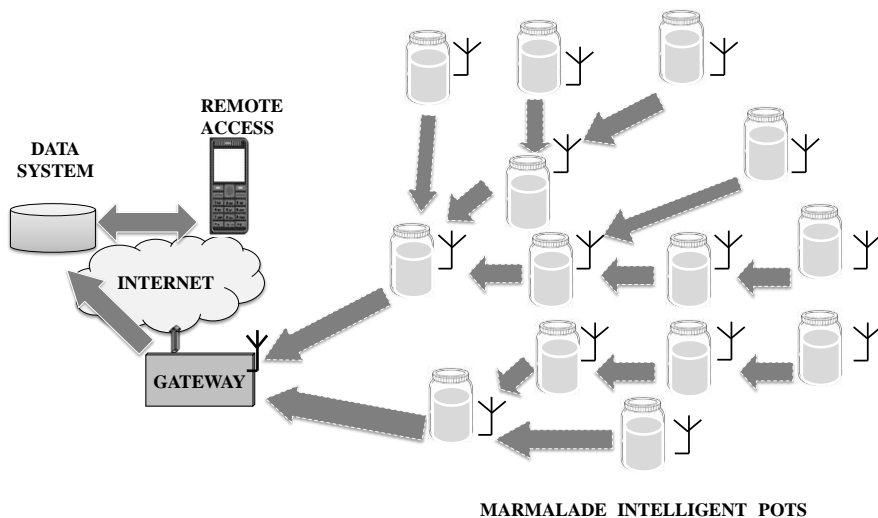 REMOTE
ACCESS
DATA
SYSTEM
INTERNET
GATEWAY
MARMALADE INTELLIGENT POTS